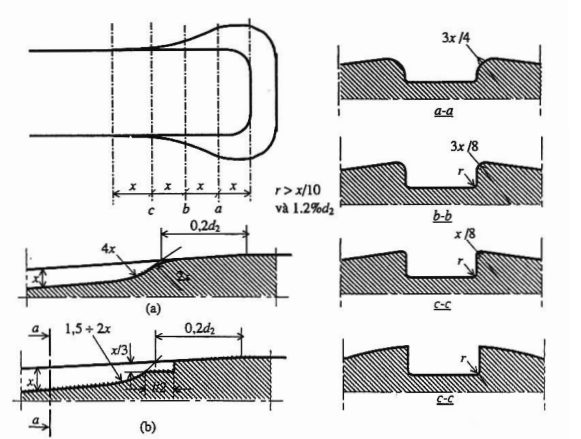 x x x x
c b a
r > x/10
và 1.2%d₂
0,2d₂
4x
2x
x
(a)
a
1,5 ÷ 2x
x/3
0,2d₂
x
a
(b)
3x/4
a-a
3x/8
r
b-b
x/8
r
c-c
r
c-c